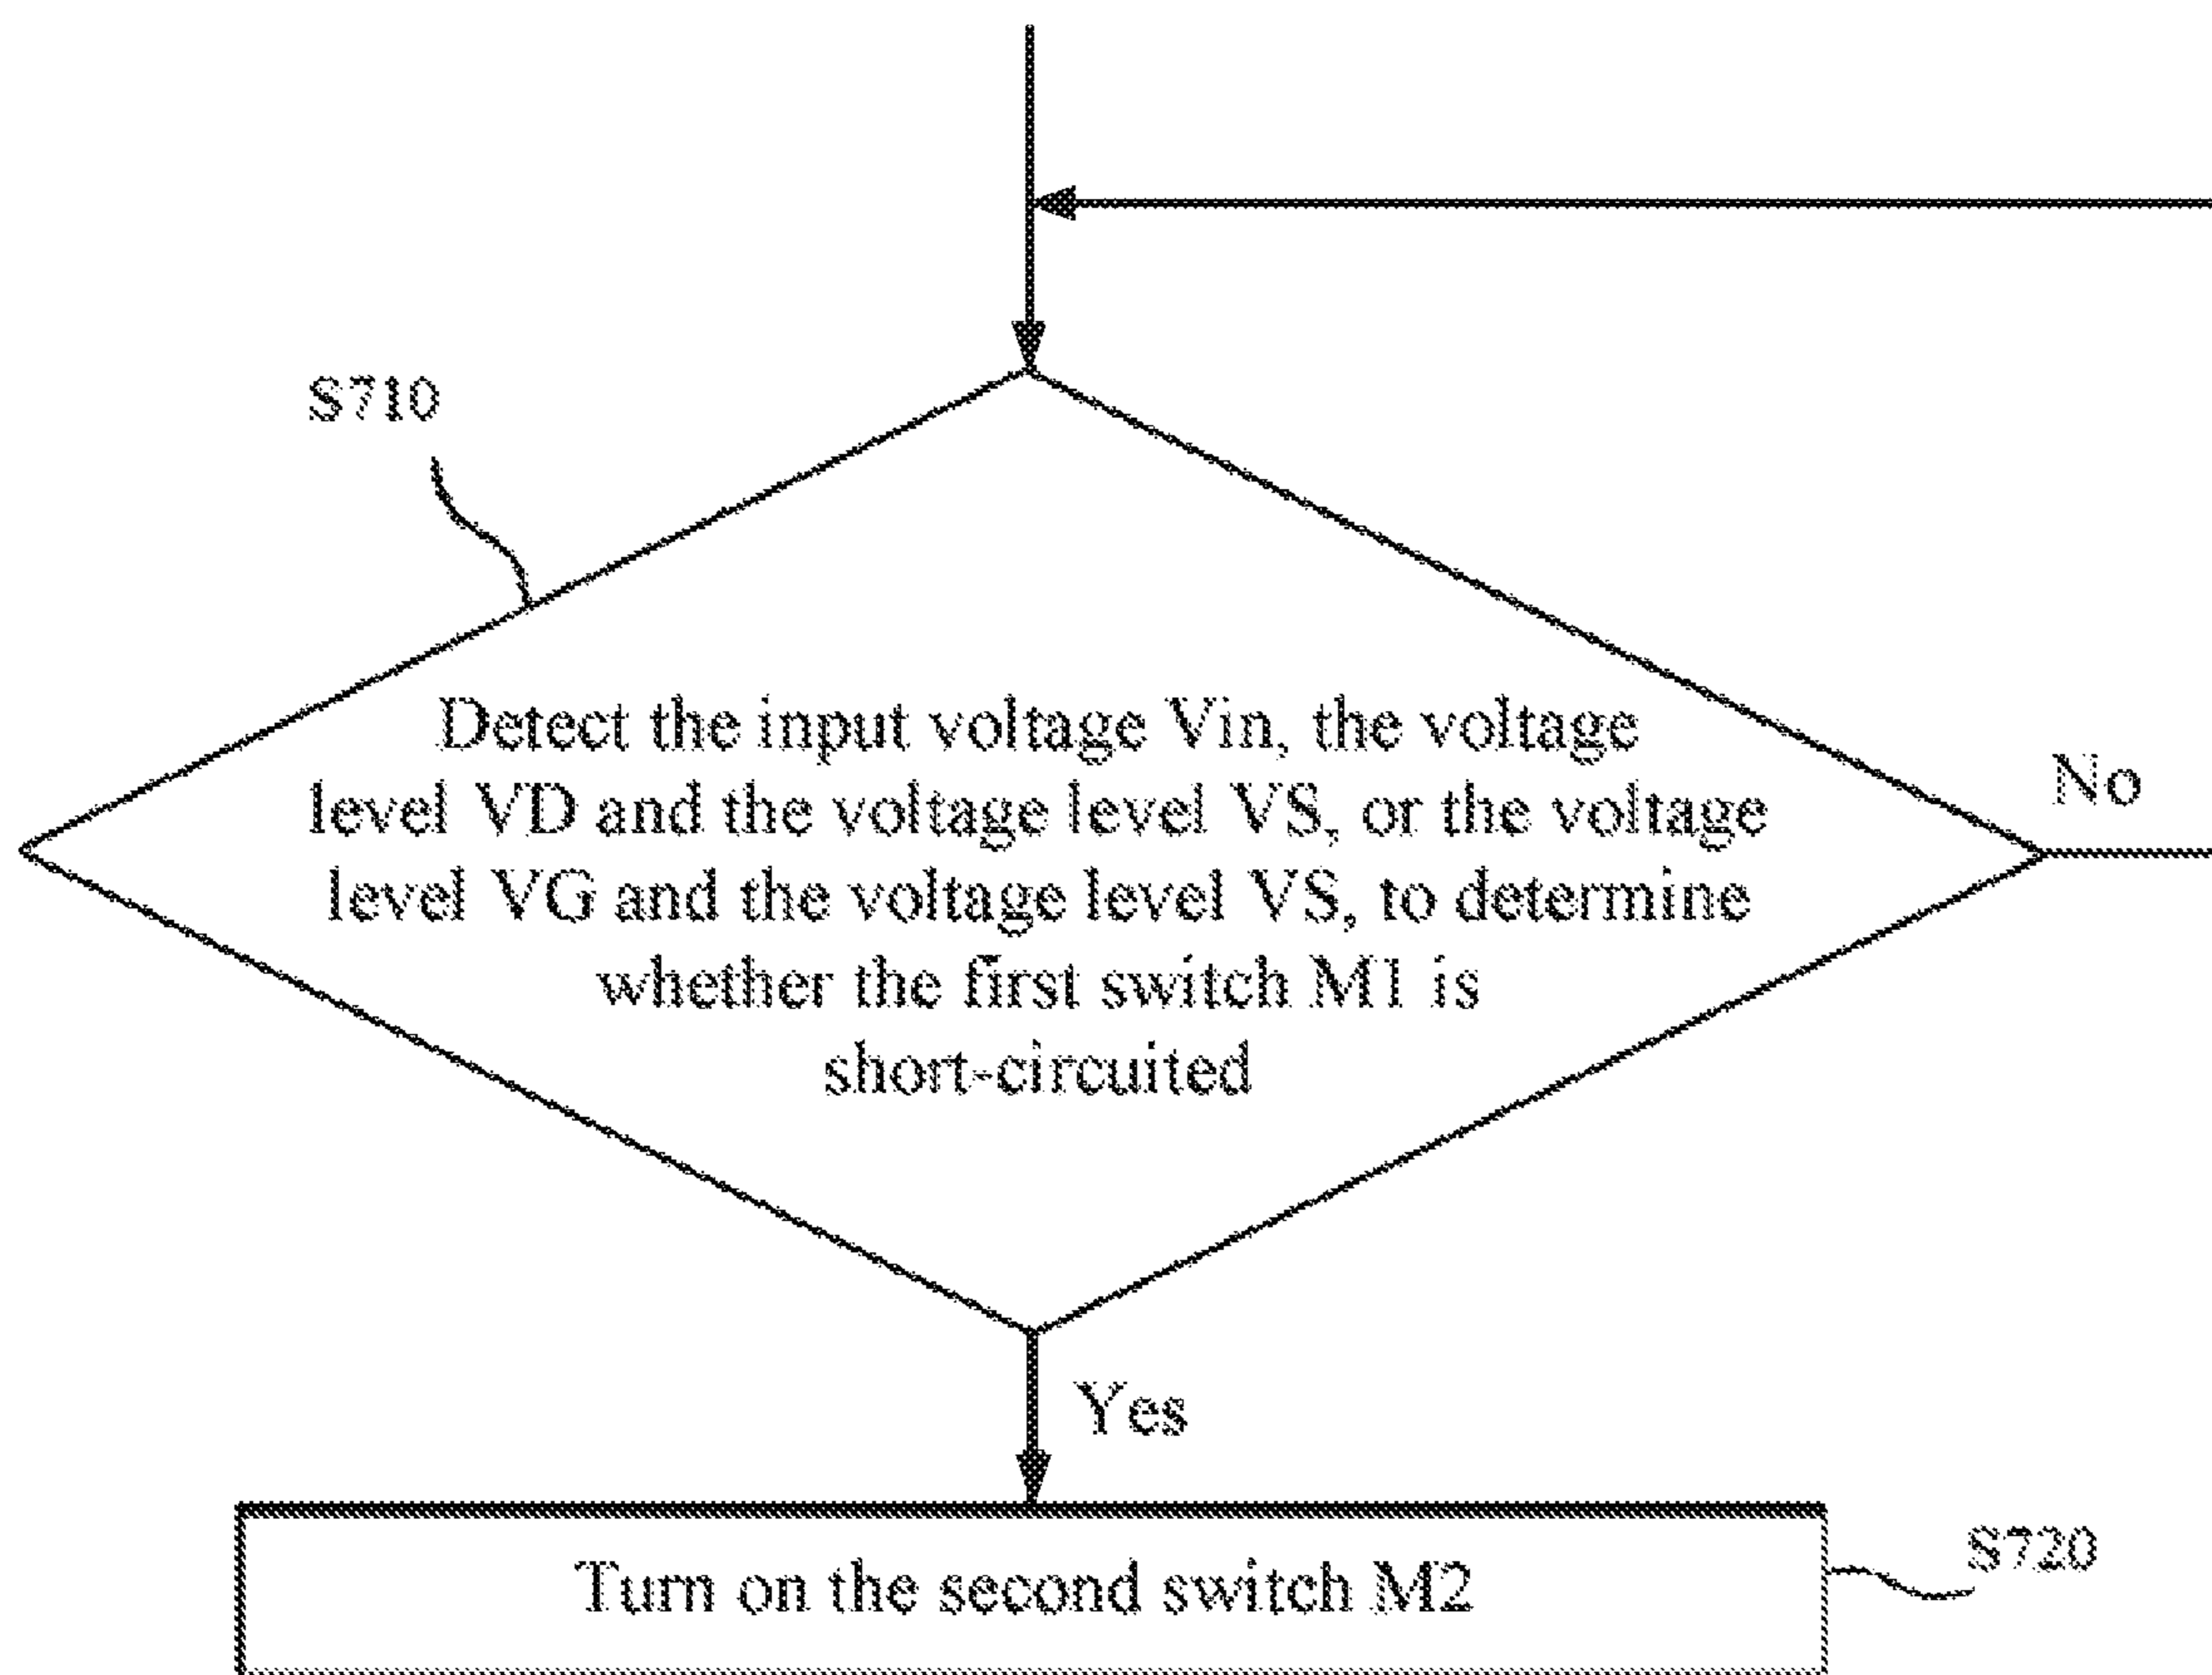 S710
Detect the input voltage Vin, the voltage
level VD and the voltage level VS, or the voltage
level VG and the voltage level VS, to determine
whether the first switch M1 is
short-circuited
No
Yes
Turn on the second switch M2
S720